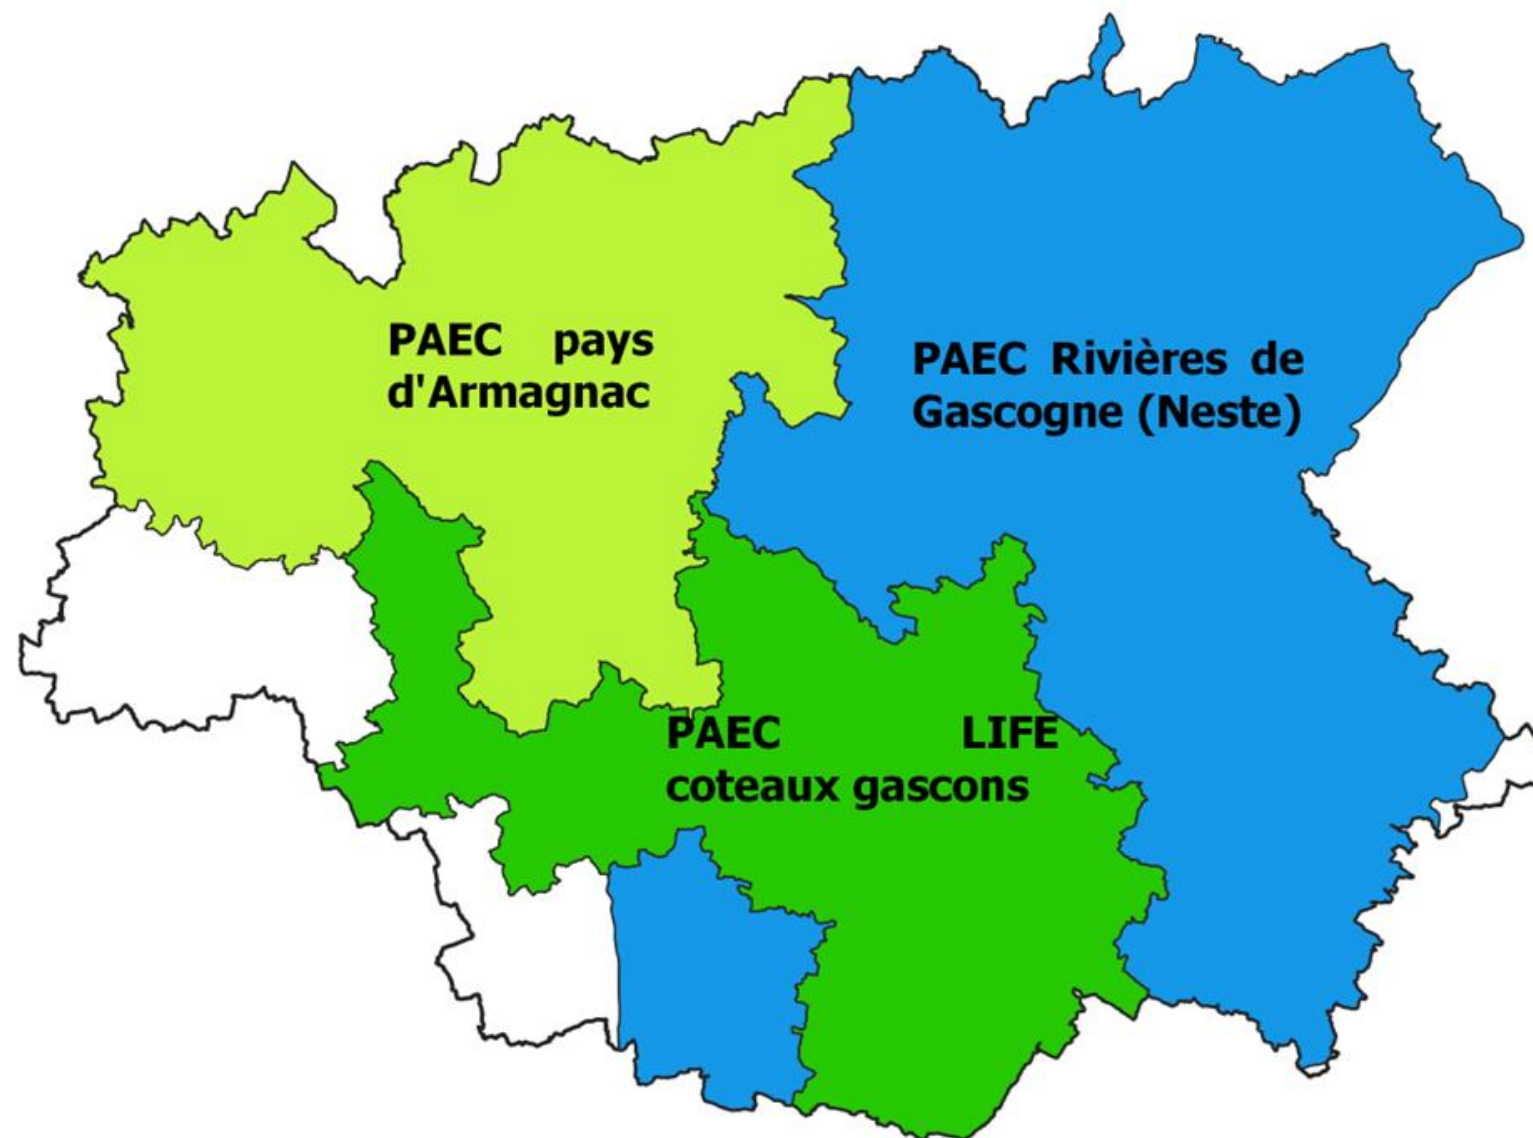 PAEC pays
d'Armagnac
PAEC Rivières de
Gascogne (Neste)
PAEC LIFE
coteaux gascons